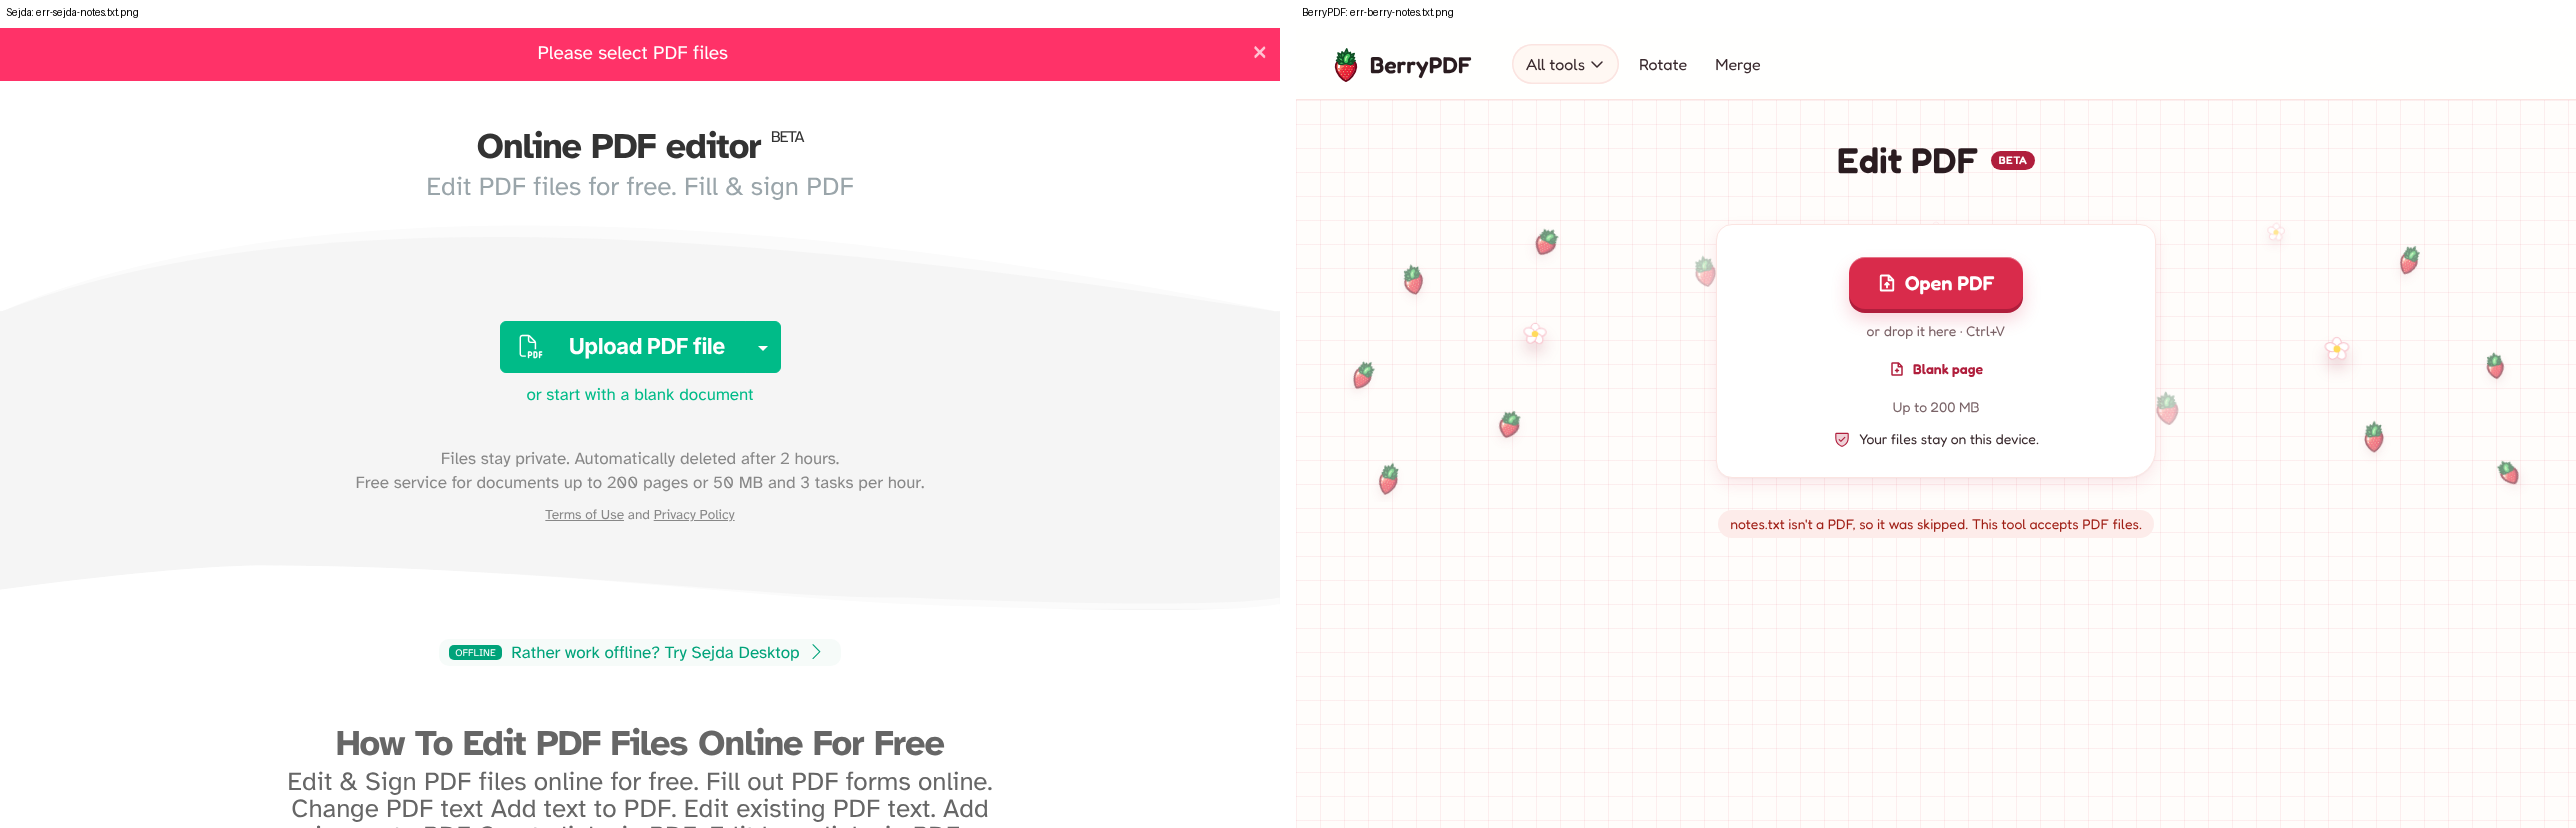 Sejda: err-sejda-notes.txt.png
Please select PDF files
×
Online PDF editor BETA
Edit PDF files for free. Fill & sign PDF
PDF
Upload PDF file
or start with a blank document
Files stay private. Automatically deleted after 2 hours.
Free service for documents up to 200 pages or 50 MB and 3 tasks per hour.
Terms of Use and Privacy Policy
OFFLINE Rather work offline? Try Sejda Desktop
How To Edit PDF Files Online For Free
Edit & Sign PDF files online for free. Fill out PDF forms online.
Change PDF text Add text to PDF. Edit existing PDF text. Add
BerryPDF: err-berry-notes.txt.png
BerryPDF
All tools
Rotate
Merge
Edit PDF BETA
Open PDF
or drop it here · Ctrl+V
Blank page
Up to 200 MB
Your files stay on this device.
notes.txt isn't a PDF, so it was skipped. This tool accepts PDF files.